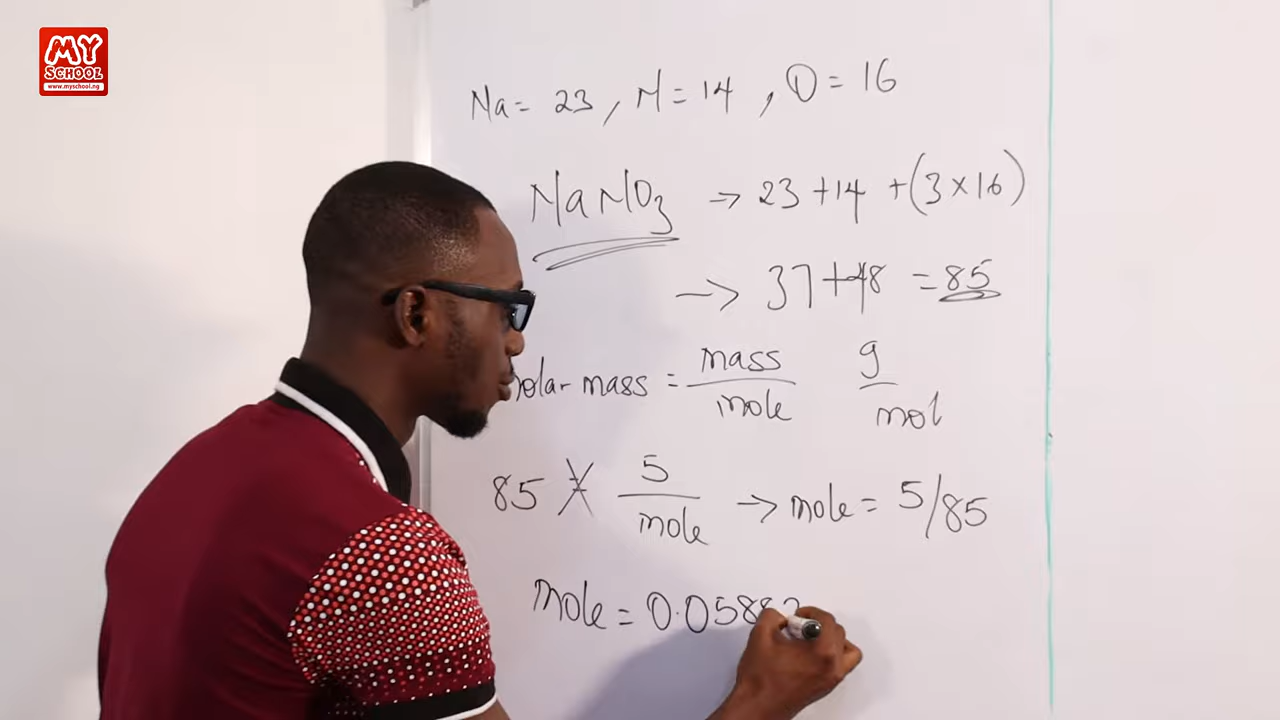 MY
SCHOOL
www.myschool.ng
Na = 23 , N = 14 , O = 16
NaNO₃ → 23 + 14 + (3 × 16)
→ 37 + 48 = 85
molar mass = mass/mole g/mol
85 = 5/mole → mole = 5/85
mole = 0.0588